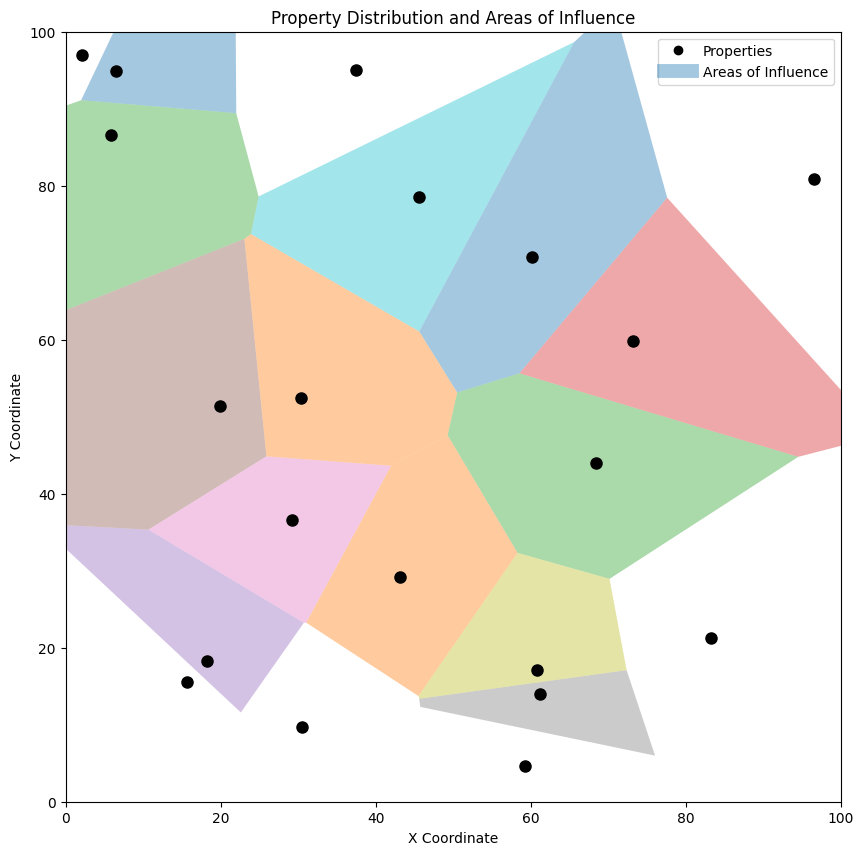 Property Distribution and Areas of Influence
Properties
Areas of Influence
100
80
60
40
20
0
Y Coordinate
0 20 40 60 80 100
X Coordinate